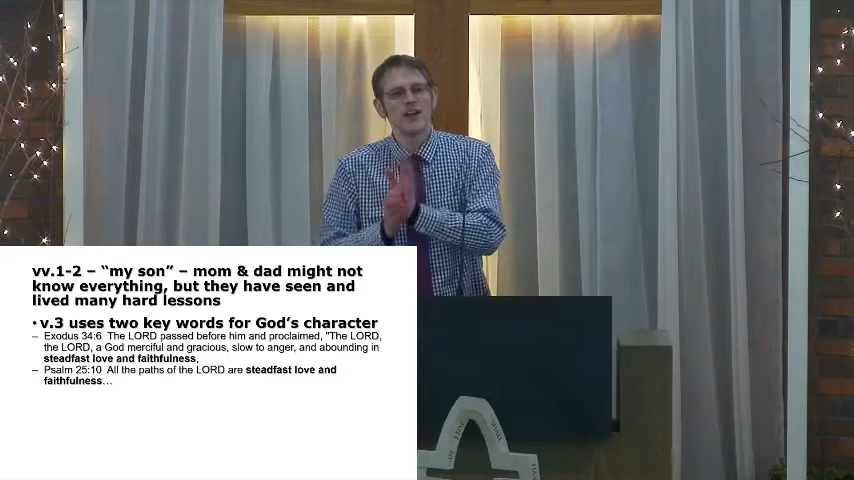 vv.1-2 – “my son” – mom & dad might not
know everything, but they have seen and
lived many hard lessons
• v.3 uses two key words for God’s character
– Exodus 34:6 The LORD passed before him and proclaimed, "The LORD,
the LORD, a God merciful and gracious, slow to anger, and abounding in
steadfast love and faithfulness,
– Psalm 25:10 All the paths of the LORD are steadfast love and
faithfulness…